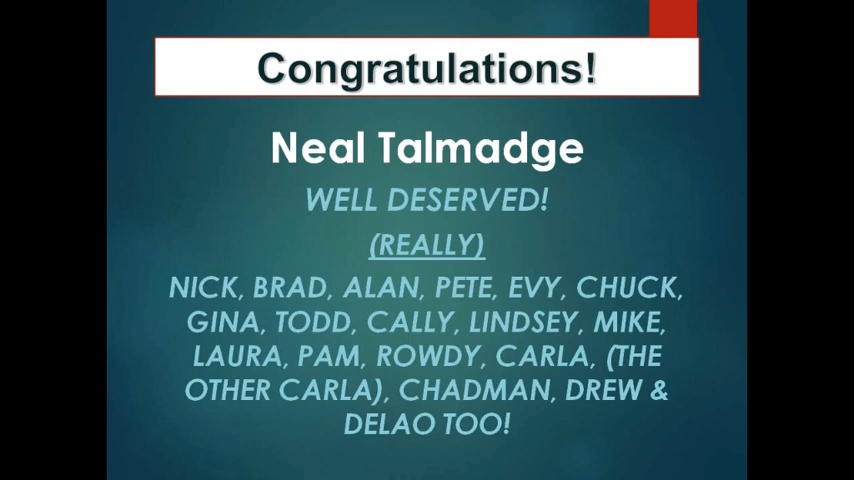 Congratulations!
Neal Talmadge
WELL DESERVED!
(REALLY)
NICK, BRAD, ALAN, PETE, EVY, CHUCK,
GINA, TODD, CALLY, LINDSEY, MIKE,
LAURA, PAM, ROWDY, CARLA, (THE
OTHER CARLA), CHADMAN, DREW &
DELAO TOO!